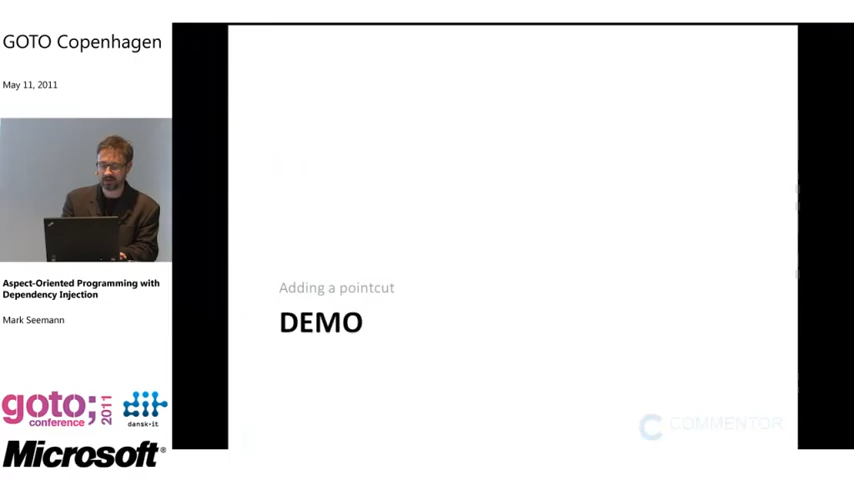 GOTO Copenhagen
May 11, 2011
Aspect-Oriented Programming with
Dependency Injection
Mark Seemann
goto;
conference
2011
dansk-it
Microsoft®
Adding a pointcut
DEMO
COMMENTOR